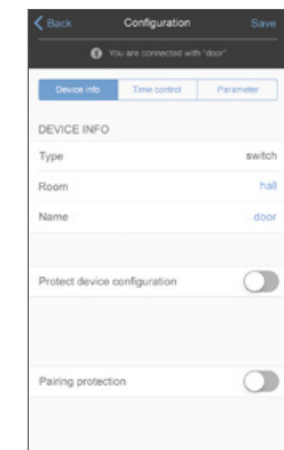 Back Configuration Save
You are connected with "door"
Device info Time control Parameter
DEVICE INFO
Type switch
Room hall
Name door
Protect device configuration
Pairing protection